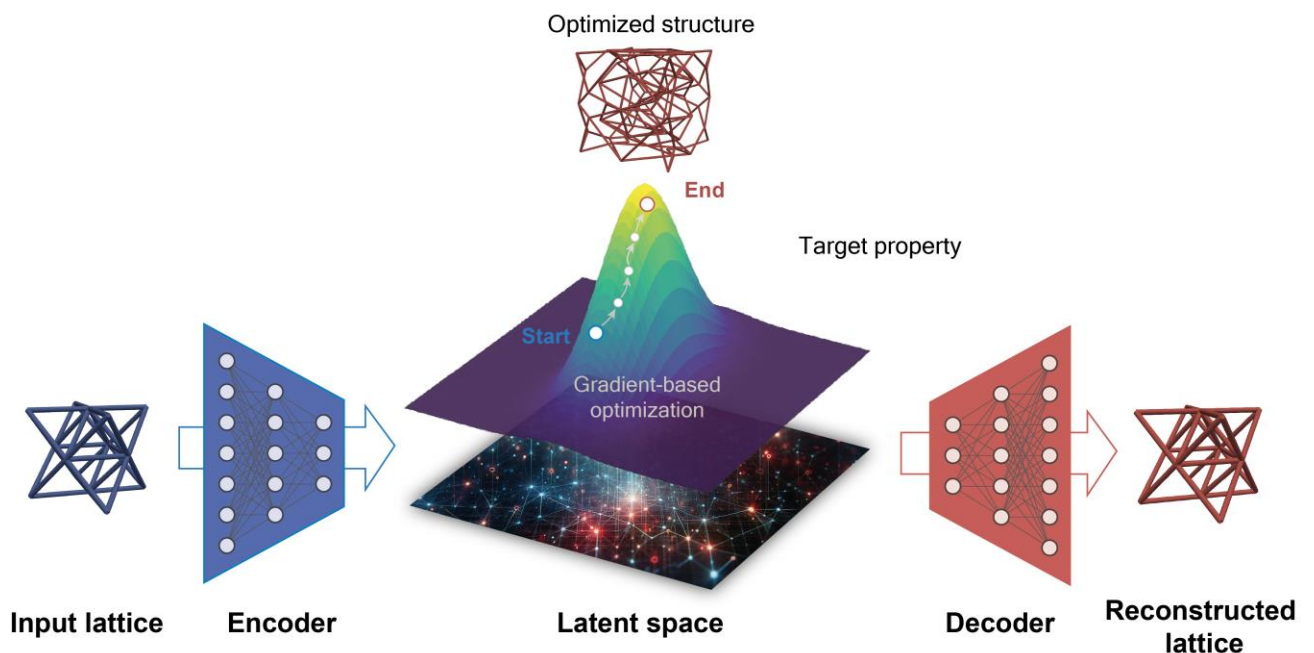 Optimized structure
End
Target property
Start
Gradient-based
optimization
Input lattice
Encoder
Latent space
Decoder
Reconstructed
lattice